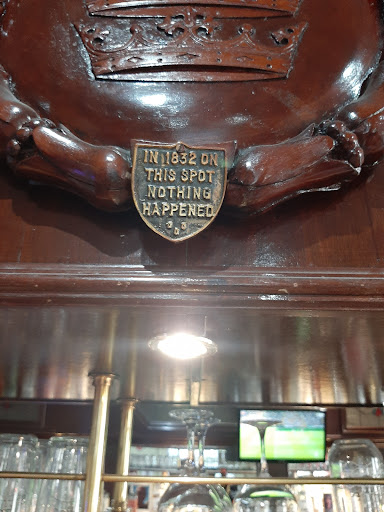 IN 1832 ON
THIS SPOT
NOTHING
HAPPENED